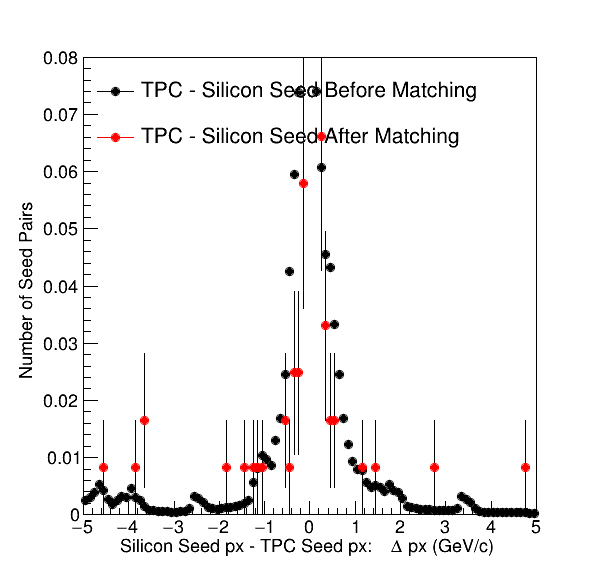 0.08
TPC - Silicon Seed Before Matching
0.07
TPC - Silicon Seed After Matching
0.06
0.05
0.04
0.03
0.02
0.01
0
Number of Seed Pairs
−5 −4 −3 −2 −1 0 1 2 3 4 5
Silicon Seed px - TPC Seed px: Δ px (GeV/c)